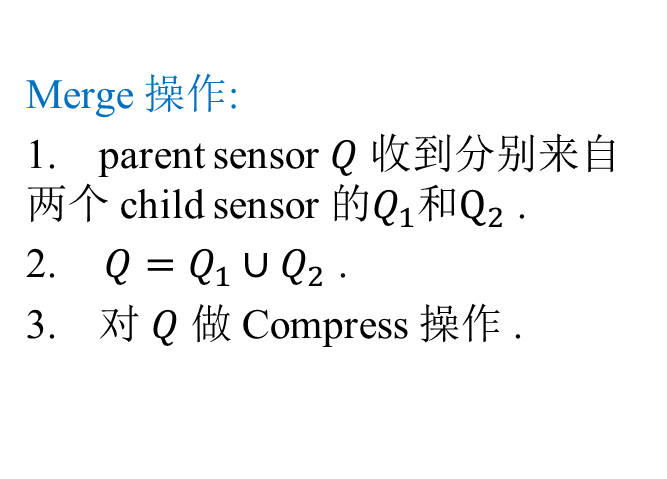 Merge 操作:
1. parent sensor 𝑄 收到分别来自
两个 child sensor 的𝑄₁和Q₂ .
2. 𝑄 = 𝑄₁ ∪ 𝑄₂ .
3. 对 𝑄 做 Compress 操作 .